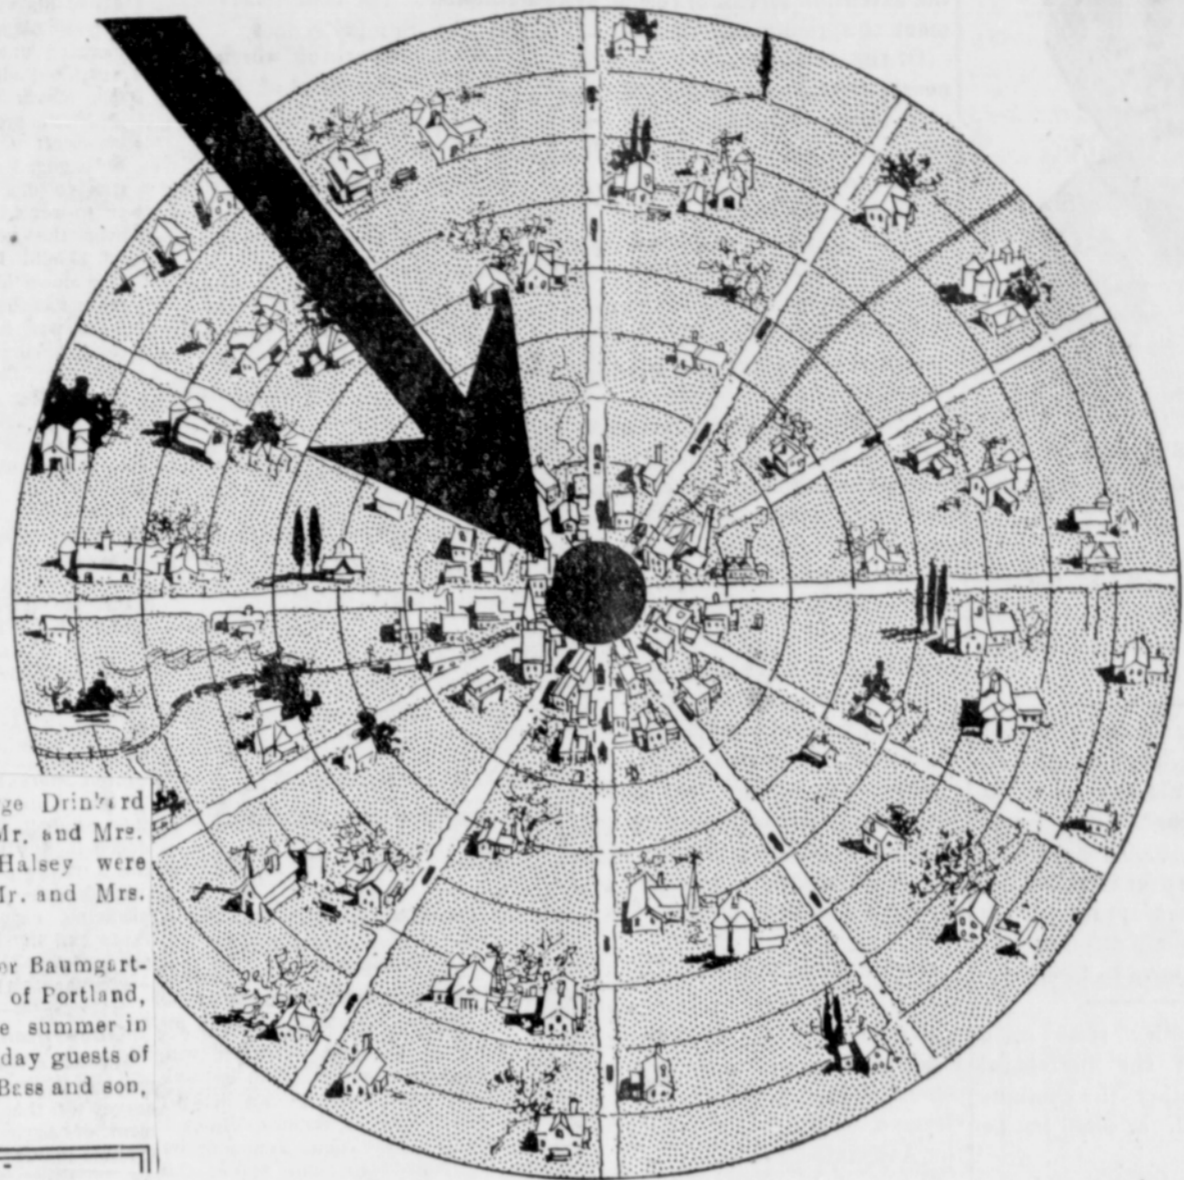 ge Drinkard
Mr. and Mrs.
Halsey were
Mr. and Mrs.
er Baumgart-
of Portland,
e summer in
day guests of
Bass and son,